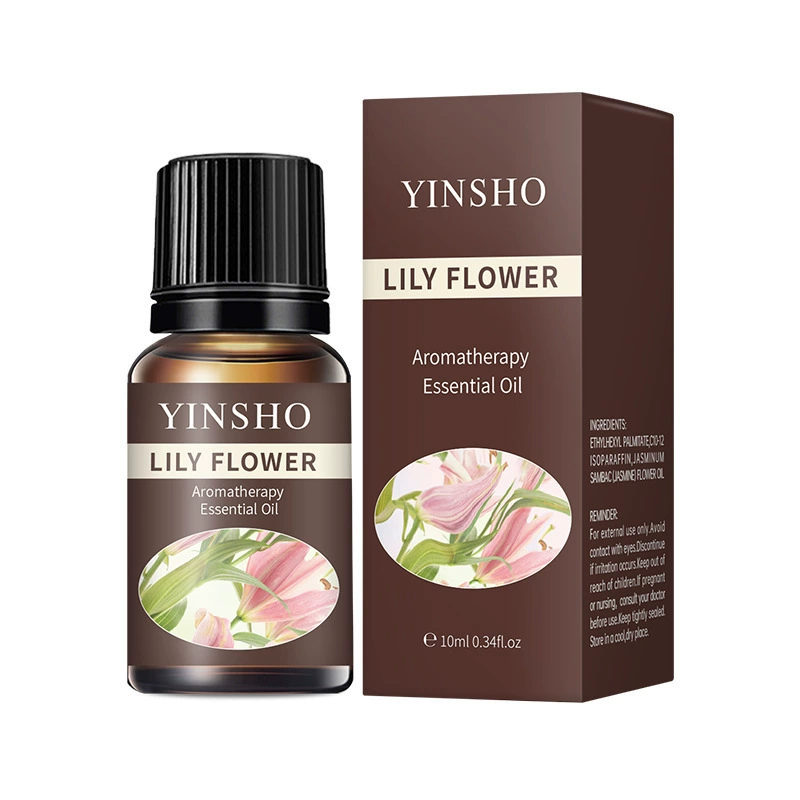 YINSHO
LILY FLOWER
Aromatherapy
Essential Oil
YINSHO
LILY FLOWER
Aromatherapy
Essential Oil
℮ 10ml 0.34fl.oz
INGREDIENTS:
ETHYLHEXYL PALMITATE,C10-12
ISOPARAFFIN,JASMINUM
SAMBAC (JASMINE) FLOWER OIL
REMINDER:
For external use only.Avoid
contact with eyes.Discontinue
if irritation occurs.Keep out of
reach of children.If pregnant
or nursing, consult your doctor
before use.Keep tightly sealed.
Store in a cool,dry place.